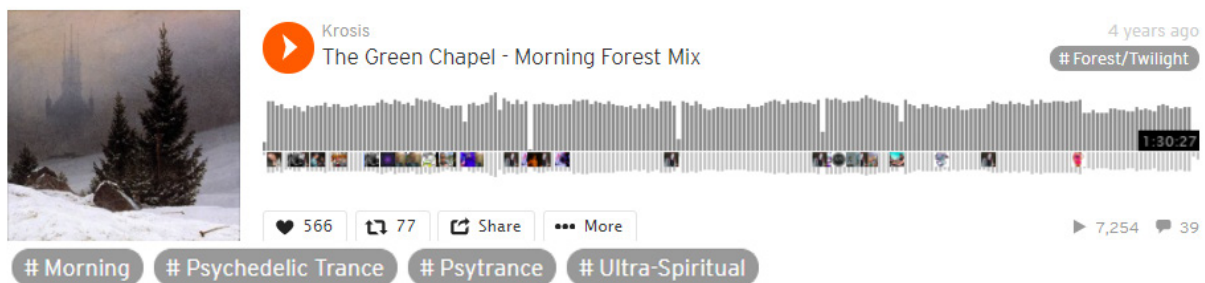 Krosis
4 years ago
The Green Chapel - Morning Forest Mix
# Forest/Twilight
1:30:27
566
77
Share
More
7,254
39
# Morning
# Psychedelic Trance
# Psytrance
# Ultra-Spiritual